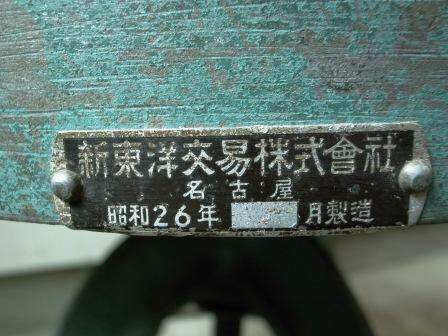 新東洋交易株式會社
名古屋
昭和26年 月製造